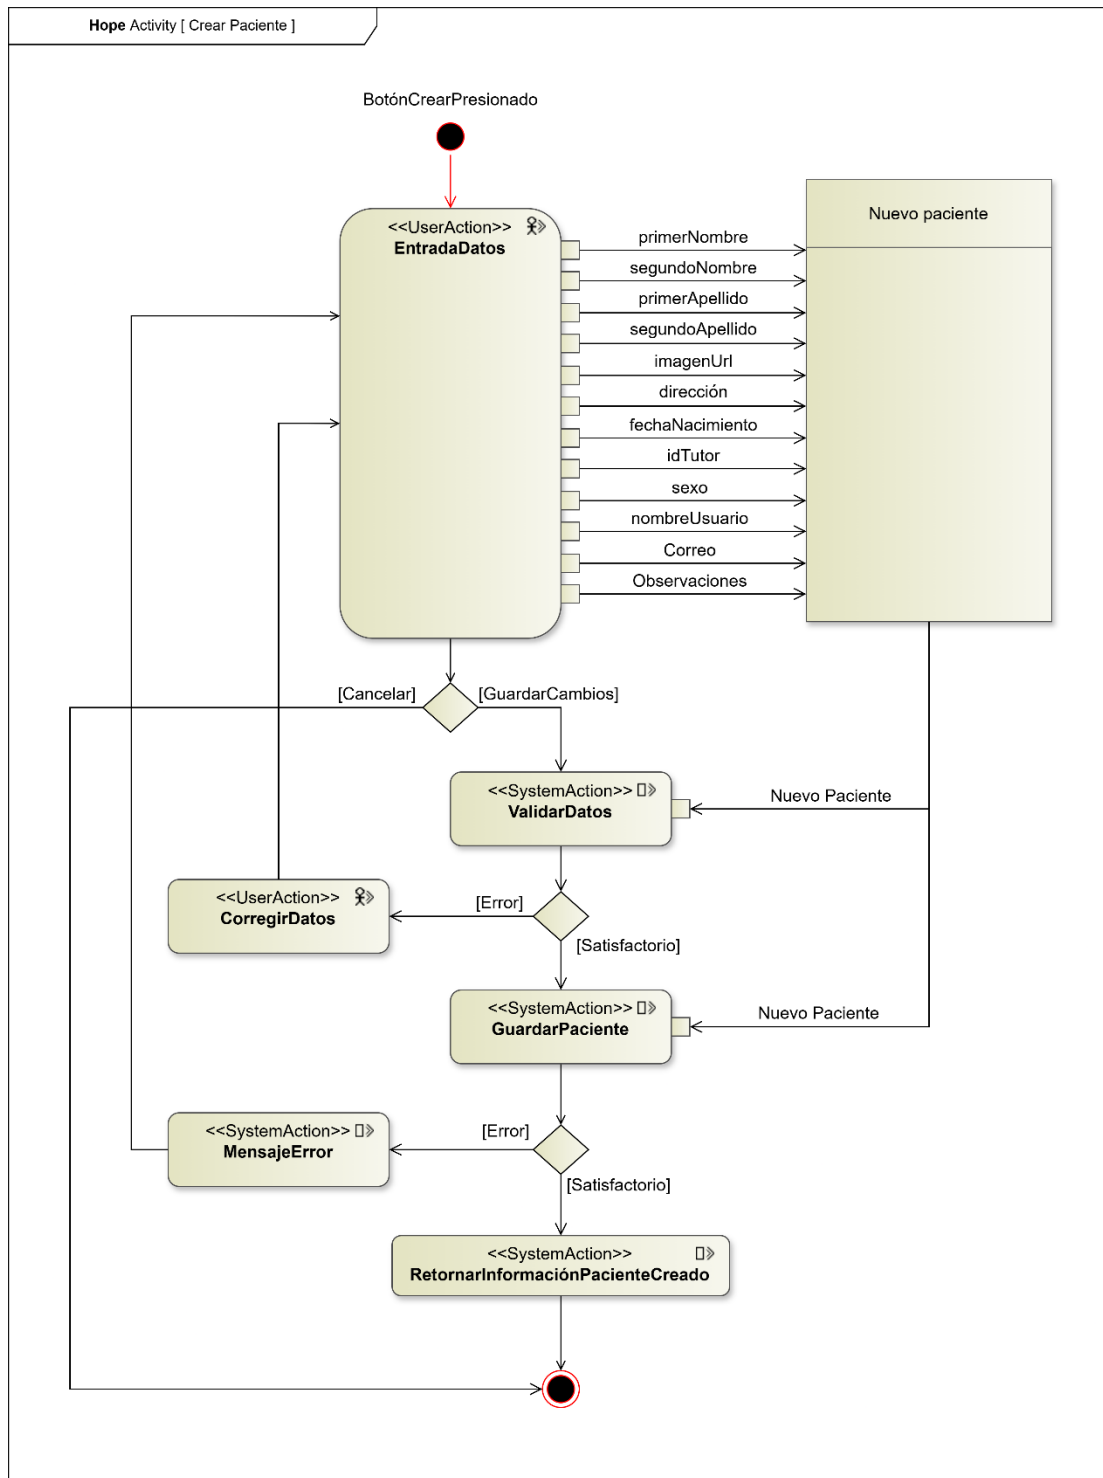 Hope Activity [ Crear Paciente ]
BotónCrearPresionado
<<UserAction>>
EntradaDatos
Nuevo paciente
primerNombre
segundoNombre
primerApellido
segundoApellido
imagenUrl
dirección
fechaNacimiento
idTutor
sexo
nombreUsuario
Correo
Observaciones
[Cancelar]
[GuardarCambios]
<<SystemAction>>
ValidarDatos
Nuevo Paciente
<<UserAction>>
CorregirDatos
[Error]
[Satisfactorio]
<<SystemAction>>
GuardarPaciente
Nuevo Paciente
<<SystemAction>>
MensajeError
[Error]
[Satisfactorio]
<<SystemAction>>
RetornarInformaciónPacienteCreado